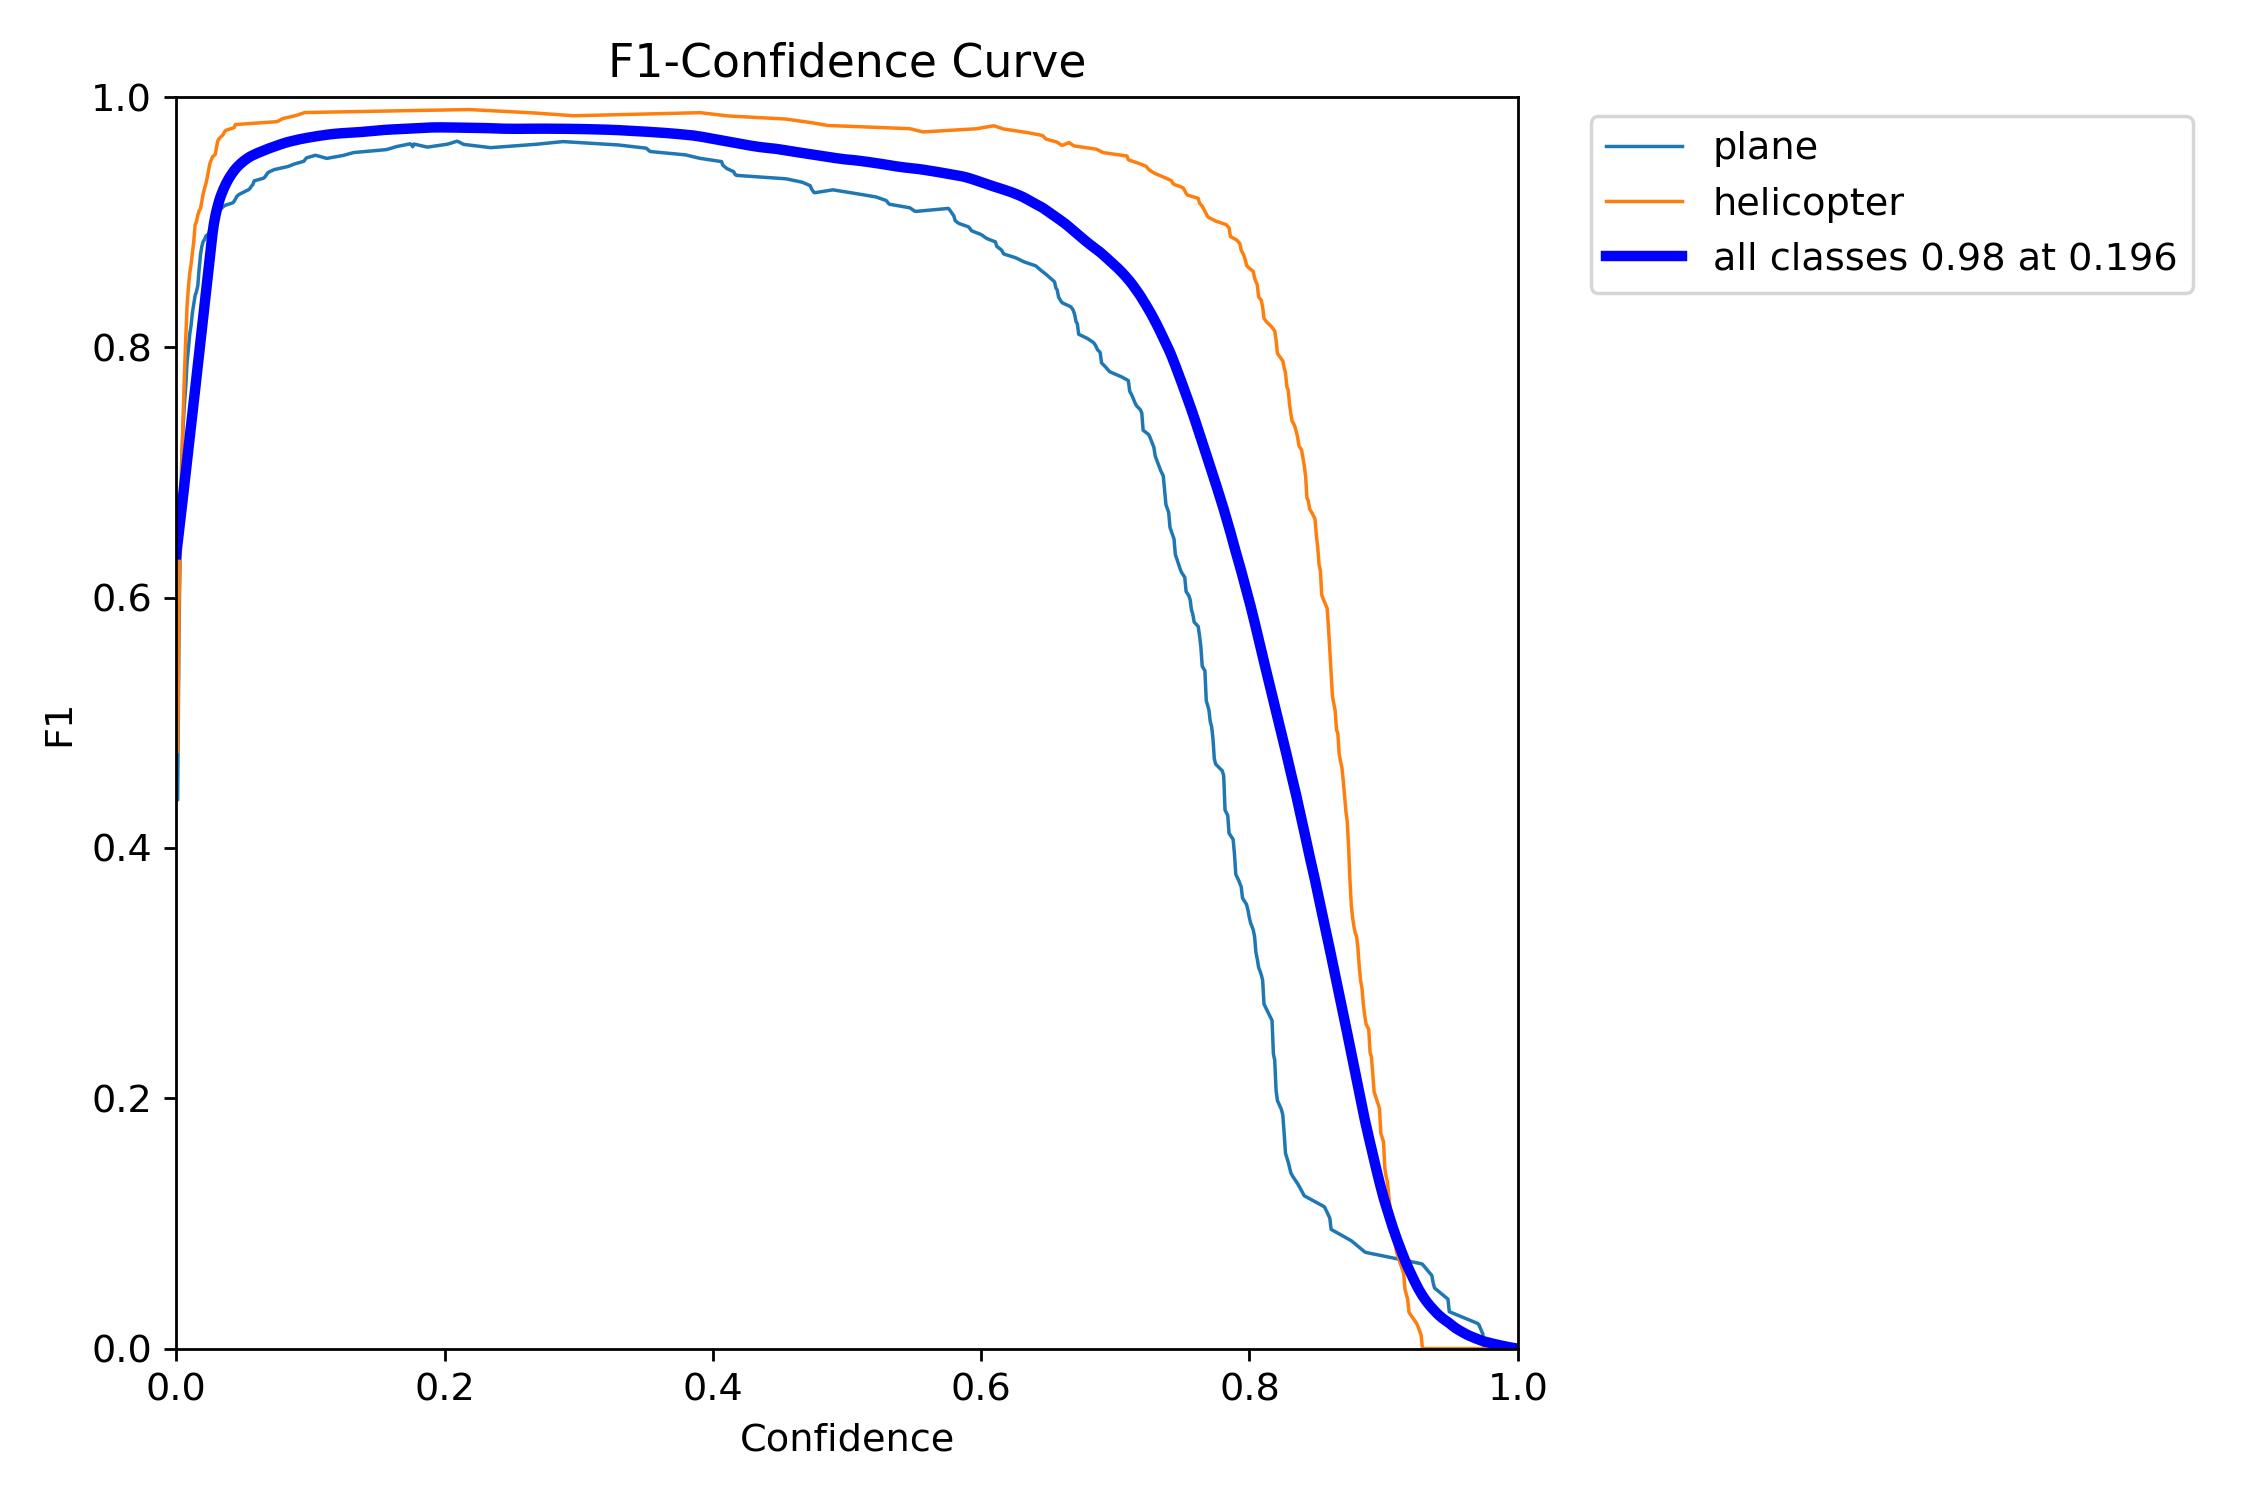 F1-Confidence Curve
1.0
0.8
0.6
0.4
0.2
0.0
F1
0.0 0.2 0.4 0.6 0.8 1.0
Confidence
plane
helicopter
all classes 0.98 at 0.196